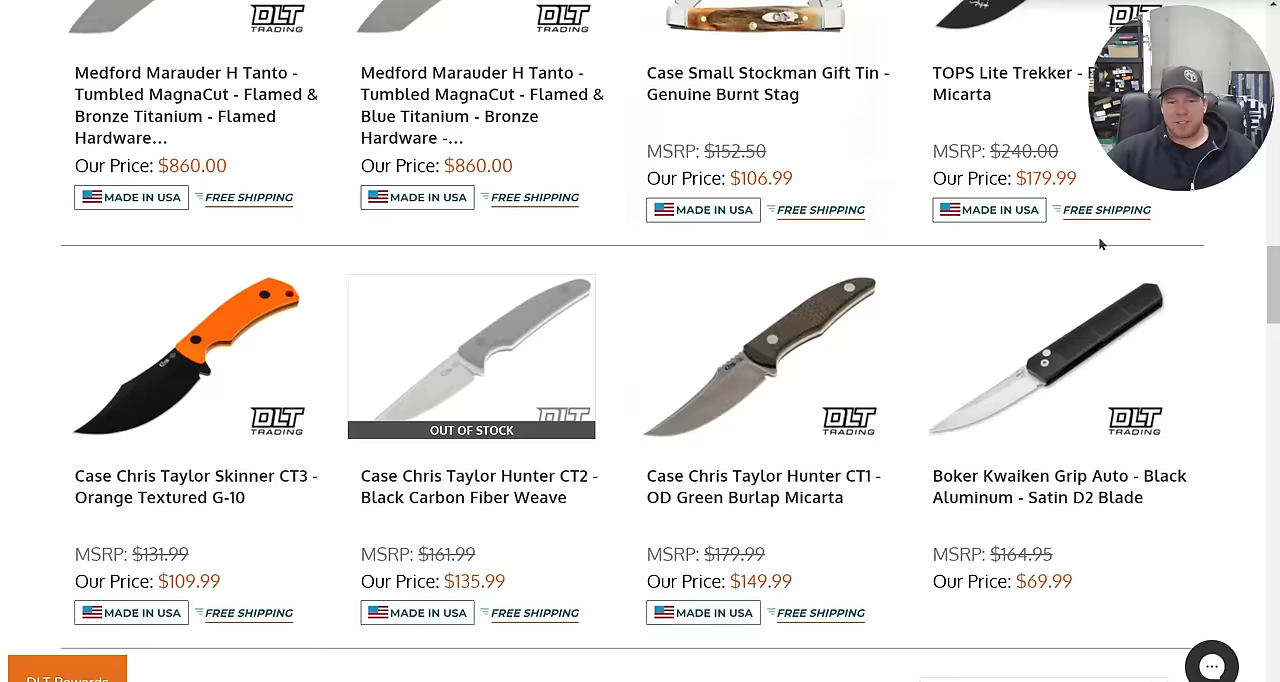 DLT
TRADING
DLT
TRADING
Medford Marauder H Tanto -
Tumbled MagnaCut - Flamed &
Bronze Titanium - Flamed
Hardware...
Our Price: $860.00
MADE IN USA FREE SHIPPING
Medford Marauder H Tanto -
Tumbled MagnaCut - Flamed &
Blue Titanium - Bronze
Hardware -...
Our Price: $860.00
MADE IN USA FREE SHIPPING
Case Small Stockman Gift Tin -
Genuine Burnt Stag
MSRP: $152.50
Our Price: $106.99
MADE IN USA FREE SHIPPING
TOPS Lite Trekker -
Micarta
MSRP: $240.00
Our Price: $179.99
MADE IN USA FREE SHIPPING
DLT
TRADING
Case Chris Taylor Skinner CT3 -
Orange Textured G-10
MSRP: $131.99
Our Price: $109.99
MADE IN USA FREE SHIPPING
DLT
OUT OF STOCK
Case Chris Taylor Hunter CT2 -
Black Carbon Fiber Weave
MSRP: $161.99
Our Price: $135.99
MADE IN USA FREE SHIPPING
DLT
TRADING
Case Chris Taylor Hunter CT1 -
OD Green Burlap Micarta
MSRP: $179.99
Our Price: $149.99
MADE IN USA FREE SHIPPING
DLT
TRADING
Boker Kwaiken Grip Auto - Black
Aluminum - Satin D2 Blade
MSRP: $164.95
Our Price: $69.99
DLT Rewards